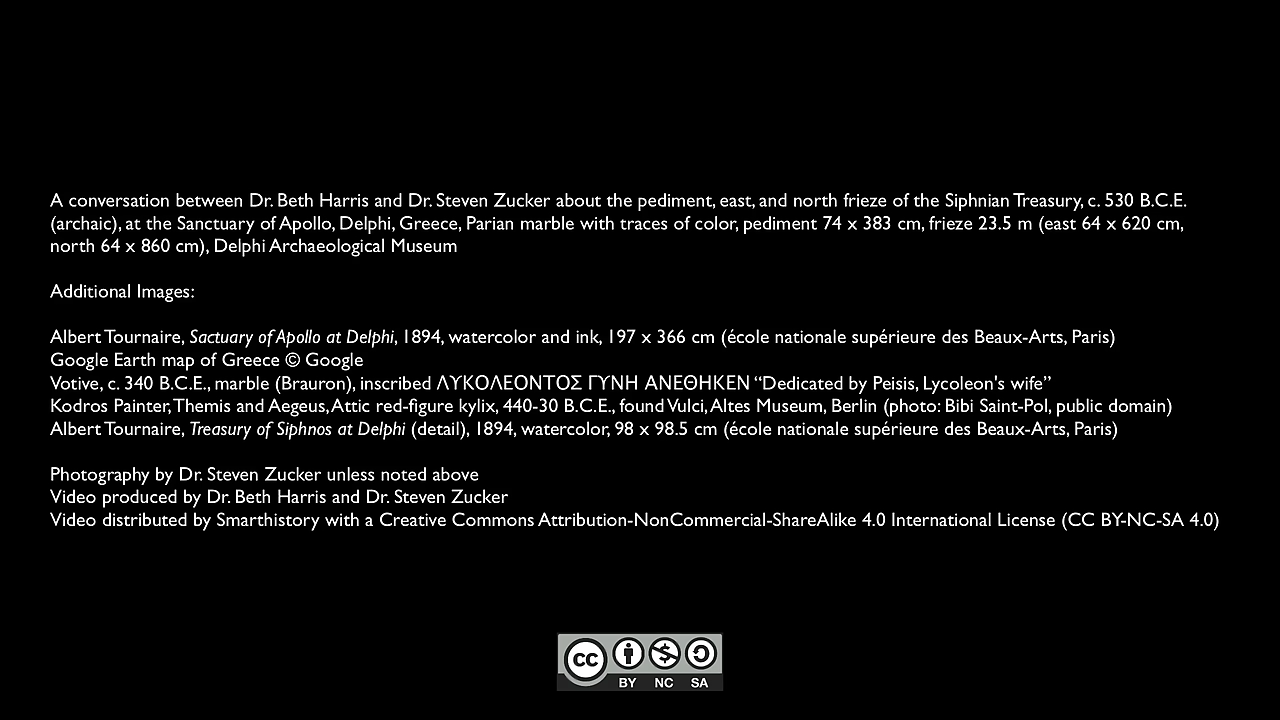 A conversation between Dr. Beth Harris and Dr. Steven Zucker about the pediment, east, and north frieze of the Siphnian Treasury, c. 530 B.C.E.
(archaic), at the Sanctuary of Apollo, Delphi, Greece, Parian marble with traces of color, pediment 74 x 383 cm, frieze 23.5 m (east 64 x 620 cm,
north 64 x 860 cm), Delphi Archaeological Museum
Additional Images:
Albert Tournaire, Sactuary of Apollo at Delphi, 1894, watercolor and ink, 197 x 366 cm (école nationale supérieure des Beaux-Arts, Paris)
Google Earth map of Greece © Google
Votive, c. 340 B.C.E., marble (Brauron), inscribed ΛΥΚΟΛΕΟΝΤΟΣ ΓΥΝΗ ΑΝΕΘΗΚΕΝ “Dedicated by Peisis, Lycoleon's wife”
Kodros Painter, Themis and Aegeus, Attic red-figure kylix, 440-30 B.C.E., found Vulci, Altes Museum, Berlin (photo: Bibi Saint-Pol, public domain)
Albert Tournaire, Treasury of Siphnos at Delphi (detail), 1894, watercolor, 98 x 98.5 cm (école nationale supérieure des Beaux-Arts, Paris)
Photography by Dr. Steven Zucker unless noted above
Video produced by Dr. Beth Harris and Dr. Steven Zucker
Video distributed by Smarthistory with a Creative Commons Attribution-NonCommercial-ShareAlike 4.0 International License (CC BY-NC-SA 4.0)
cc
BY NC SA